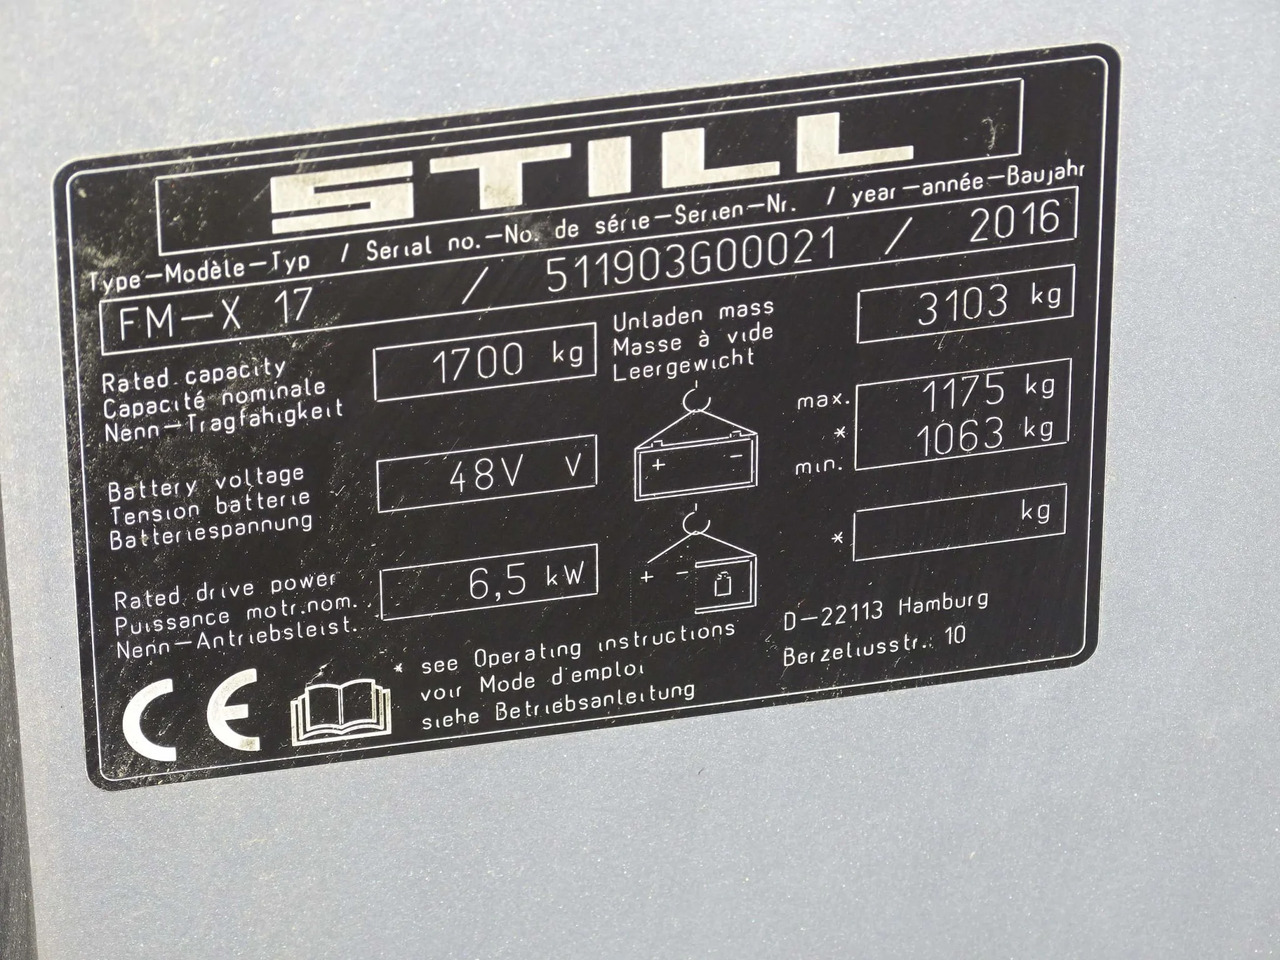 STILL
Type-Modèle-Typ / Serial no.-No. de série-Serien-Nr. / year-année-Baujahr
FM-X 17 / 511903G00021 / 2016
Rated capacity
Capacité nominale
Nenn-Tragfähigkeit
1700 kg
Unladen mass
Masse à vide
Leergewicht
3103 kg
Battery voltage
Tension batterie
Batteriespannung
48V V
+ -
max. 1175 kg
*
min. 1063 kg
Rated drive power
Puissance motr.nom.
Nenn-Antriebsleist.
6,5 kW
+ -
* kg
CE
* see Operating instructions
voir Mode d'emploi
siehe Betriebsanleitung
D-22113 Hamburg
Berzeliusstr. 10